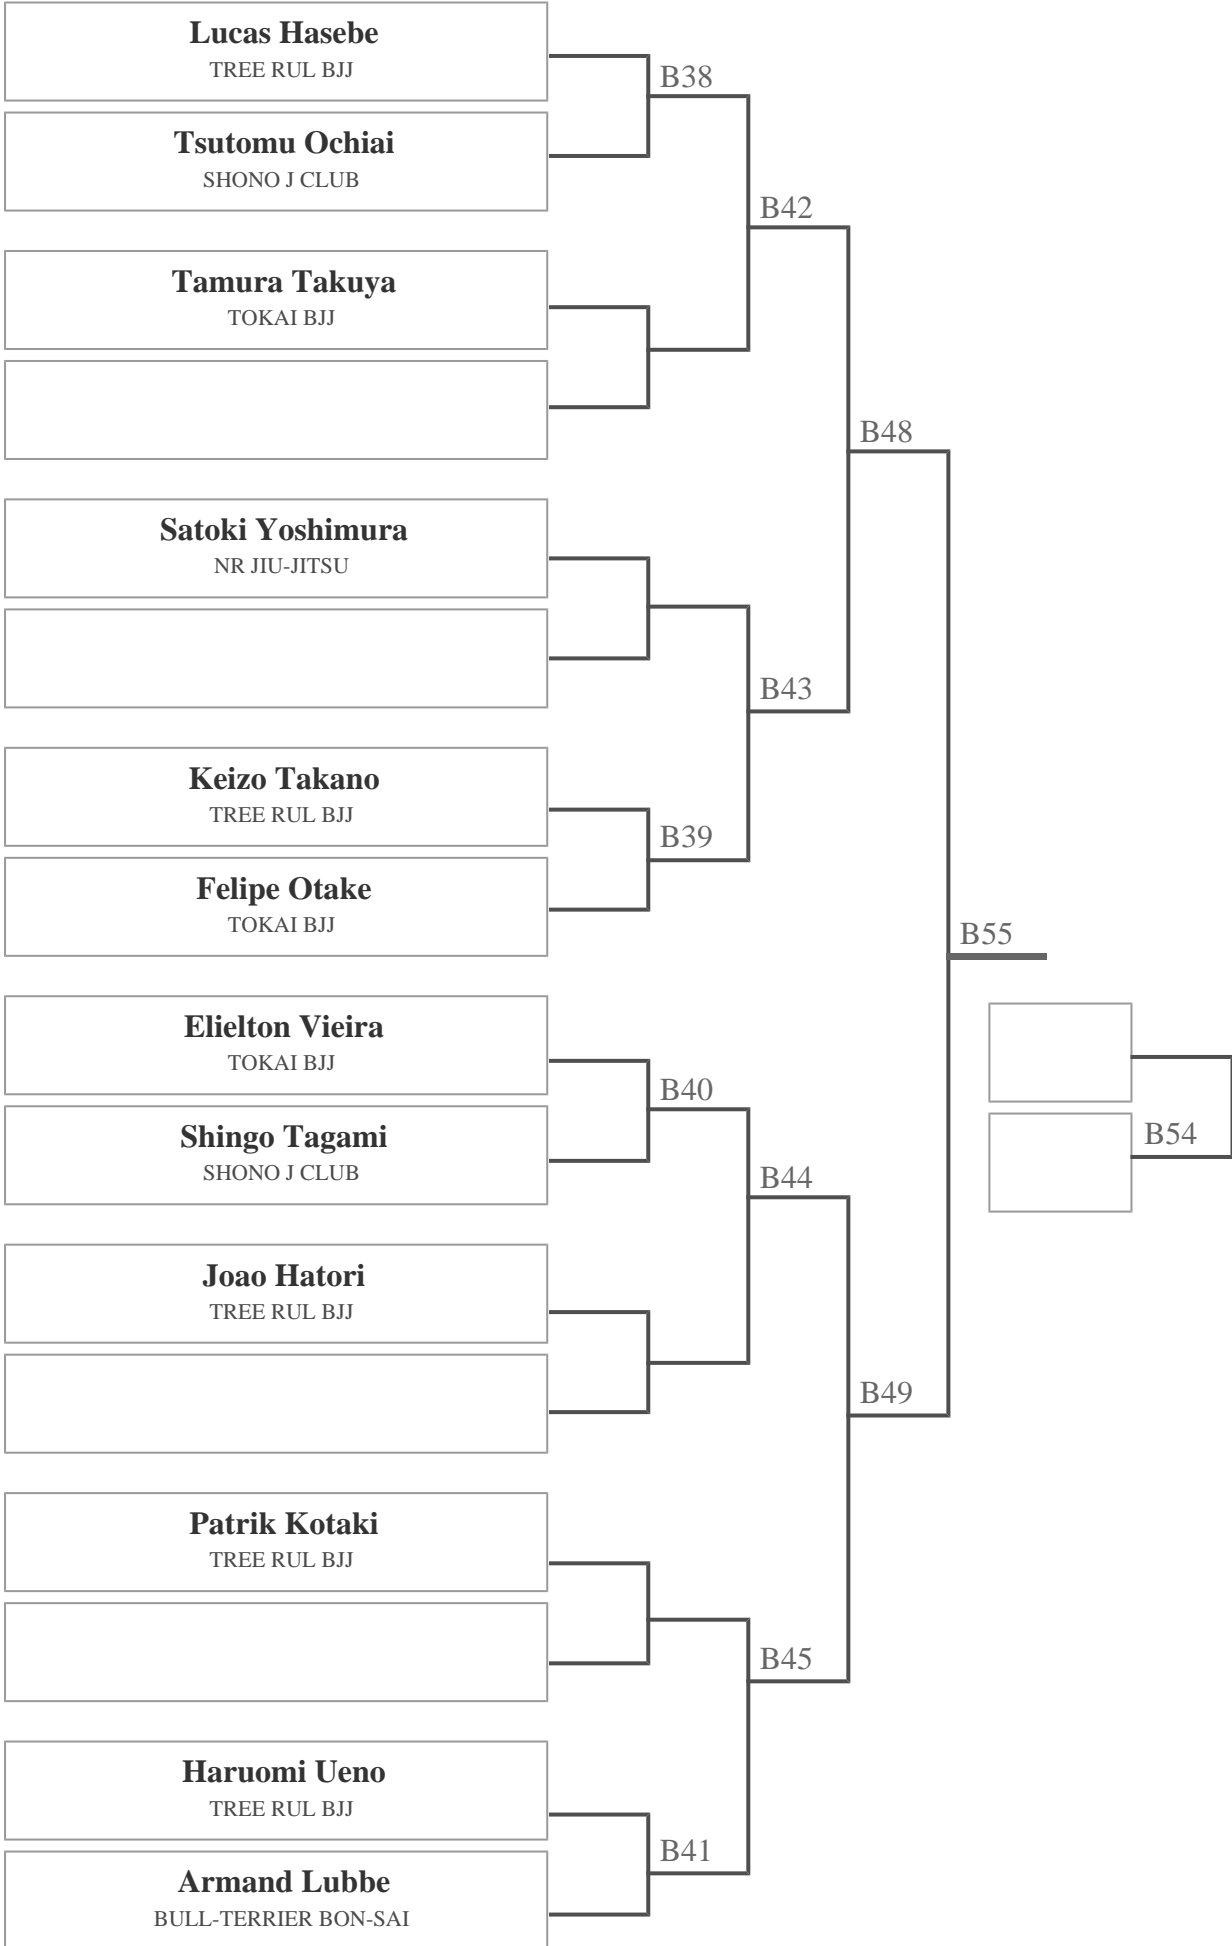 Lucas Hasebe
TREE RUL BJJ
B38
Tsutomu Ochiai
SHONO J CLUB
B42
Tamura Takuya
TOKAI BJJ
B48
Satoki Yoshimura
NR JIU-JITSU
B43
Keizo Takano
TREE RUL BJJ
B39
Felipe Otake
TOKAI BJJ
B55
Elielton Vieira
TOKAI BJJ
B40
Shingo Tagami
SHONO J CLUB
B54
B44
Joao Hatori
TREE RUL BJJ
B49
Patrik Kotaki
TREE RUL BJJ
B45
Haruomi Ueno
TREE RUL BJJ
B41
Armand Lubbe
BULL-TERRIER BON-SAI